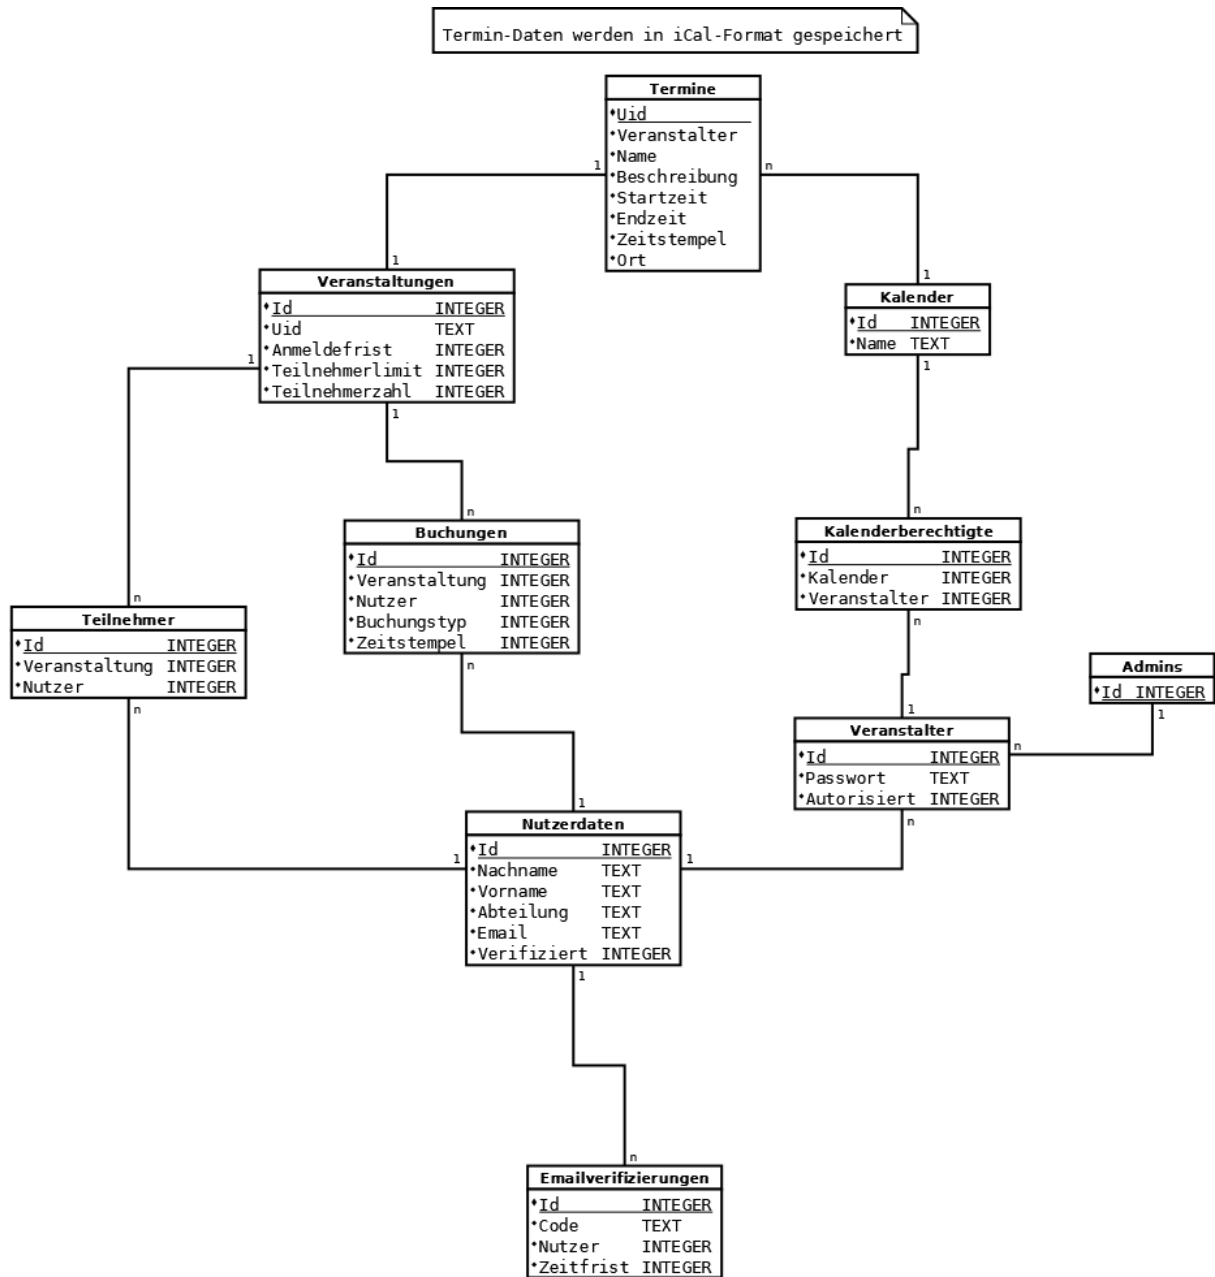 Termin-Daten werden in iCal-Format gespeichert
Termine
Uid
Veranstalter
Name
Beschreibung
Startzeit
Endzeit
Zeitstempel
Ort
1
n
1
1
Veranstaltungen
Id INTEGER
Uid TEXT
Anmeldefrist INTEGER
Teilnehmerlimit INTEGER
Teilnehmerzahl INTEGER
1
1
Kalender
Id INTEGER
Name TEXT
1
n
n
Buchungen
Id INTEGER
Veranstaltung INTEGER
Nutzer INTEGER
Buchungstyp INTEGER
Zeitstempel INTEGER
n
Kalenderberechtigte
Id INTEGER
Kalender INTEGER
Veranstalter INTEGER
n
n
Teilnehmer
Id INTEGER
Veranstaltung INTEGER
Nutzer INTEGER
n
Admins
Id INTEGER
1
1
n
Veranstalter
Id INTEGER
Passwort TEXT
Autorisiert INTEGER
n
1
1
1
Nutzerdaten
Id INTEGER
Nachname TEXT
Vorname TEXT
Abteilung TEXT
Email TEXT
Verifiziert INTEGER
1
n
Emailverifizierungen
Id INTEGER
Code TEXT
Nutzer INTEGER
Zeitfrist INTEGER